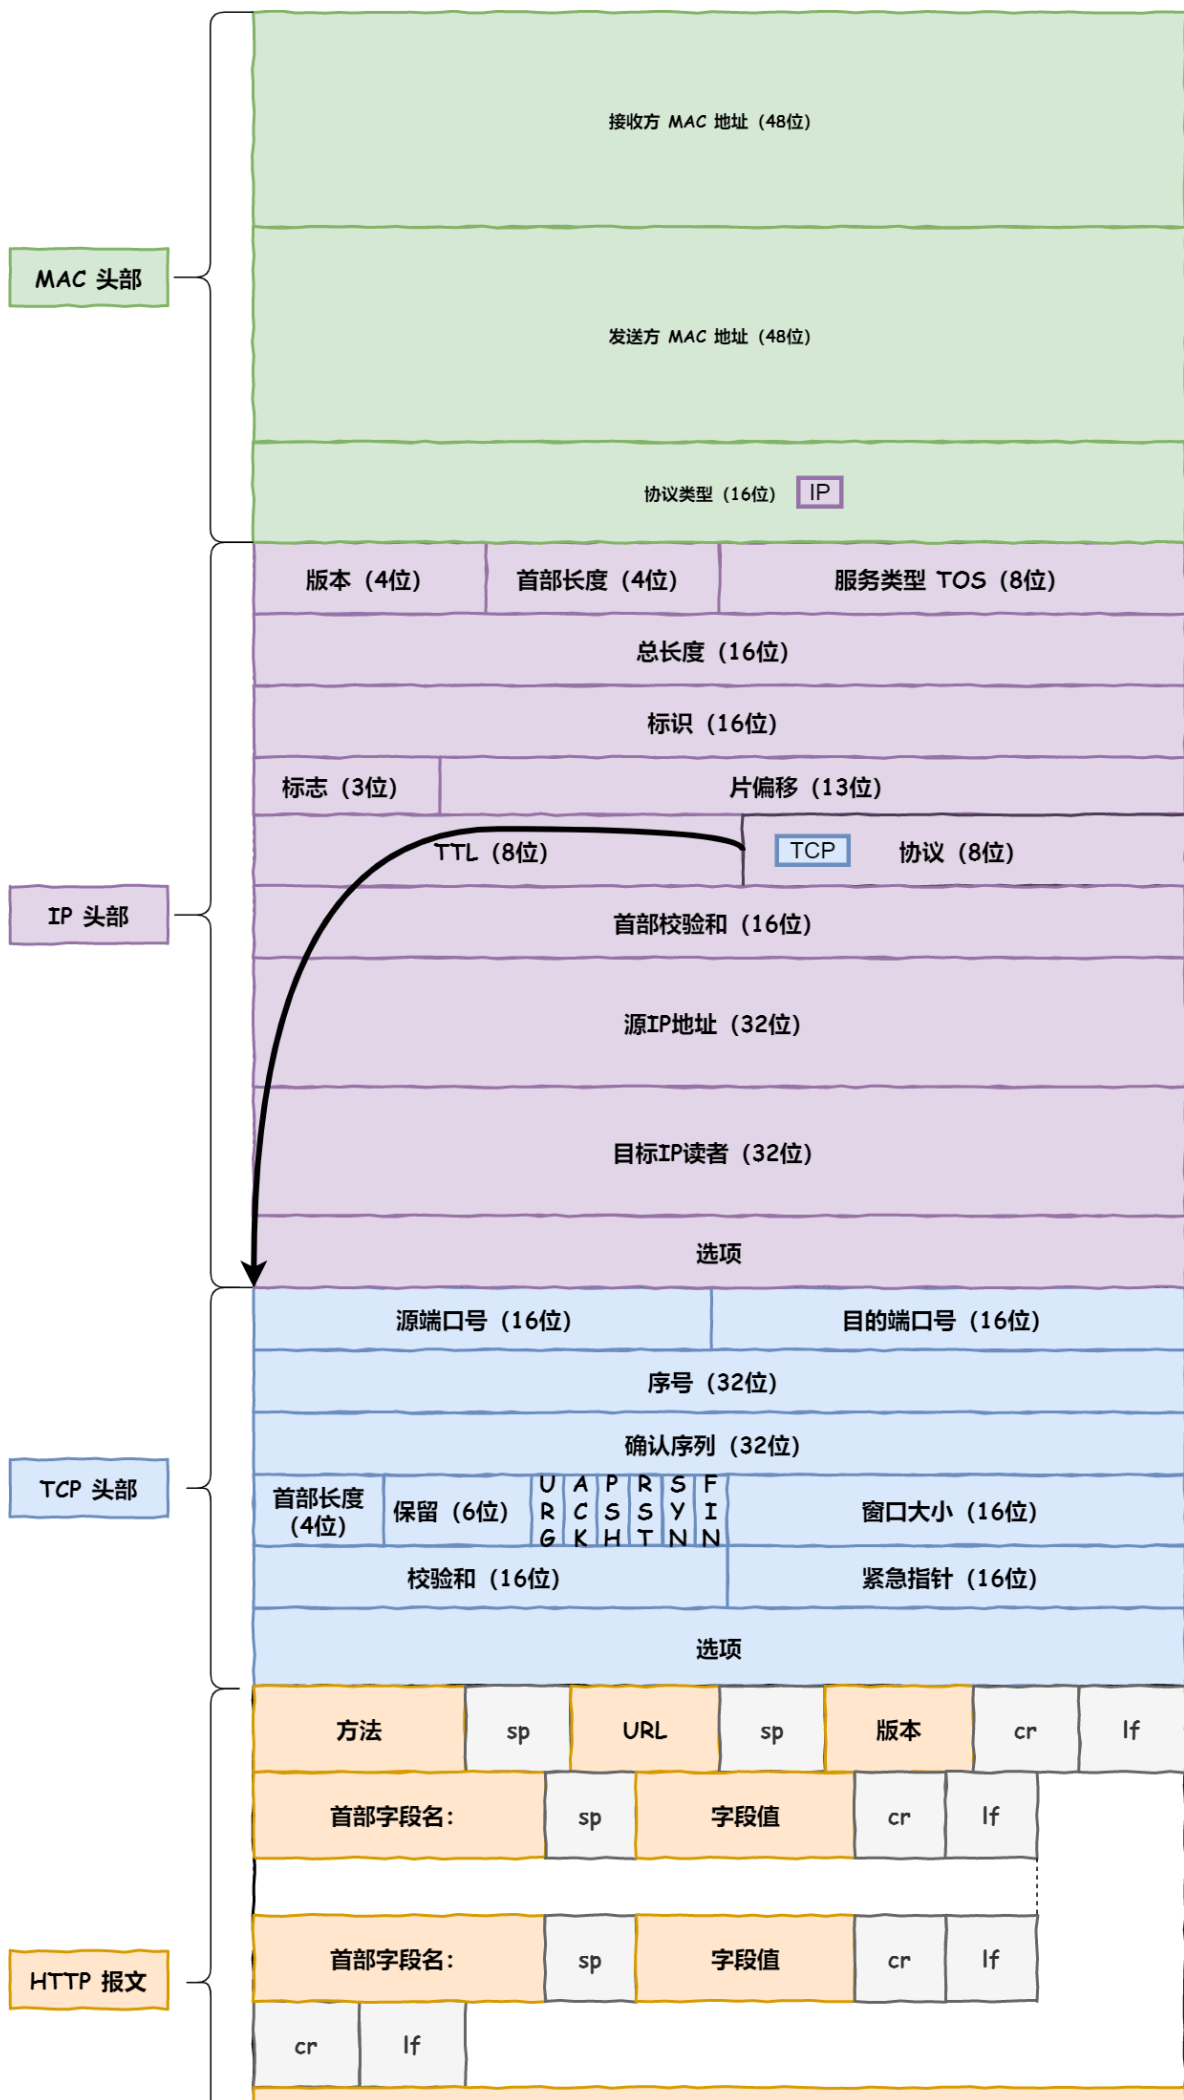 接收方 MAC 地址（48位）
MAC 头部
发送方 MAC 地址（48位）
协议类型（16位） IP
版本（4位） 首部长度（4位） 服务类型 TOS（8位）
总长度（16位）
标识（16位）
标志（3位） 片偏移（13位）
TTL（8位） TCP 协议（8位）
IP 头部
首部校验和（16位）
源IP地址（32位）
目标IP读者（32位）
选项
源端口号（16位） 目的端口号（16位）
序号（32位）
确认序列（32位）
TCP 头部
首部长度（4位） 保留（6位） URG ACK PSH RST SYN FIN 窗口大小（16位）
校验和（16位） 紧急指针（16位）
选项
方法 sp URL sp 版本 cr lf
首部字段名： sp 字段值 cr lf
首部字段名： sp 字段值 cr lf
HTTP 报文
cr lf